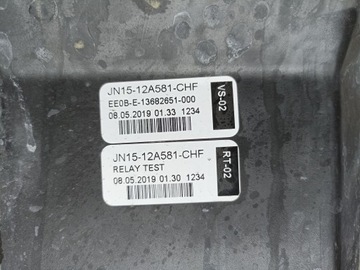 JN15-12A581-CHF
EE0B-E-13682651-000
08.05.2019 01.33 1234
VS-02
JN15-12A581-CHF
RELAY TEST
08.05.2019 01.30 1234
RT-02